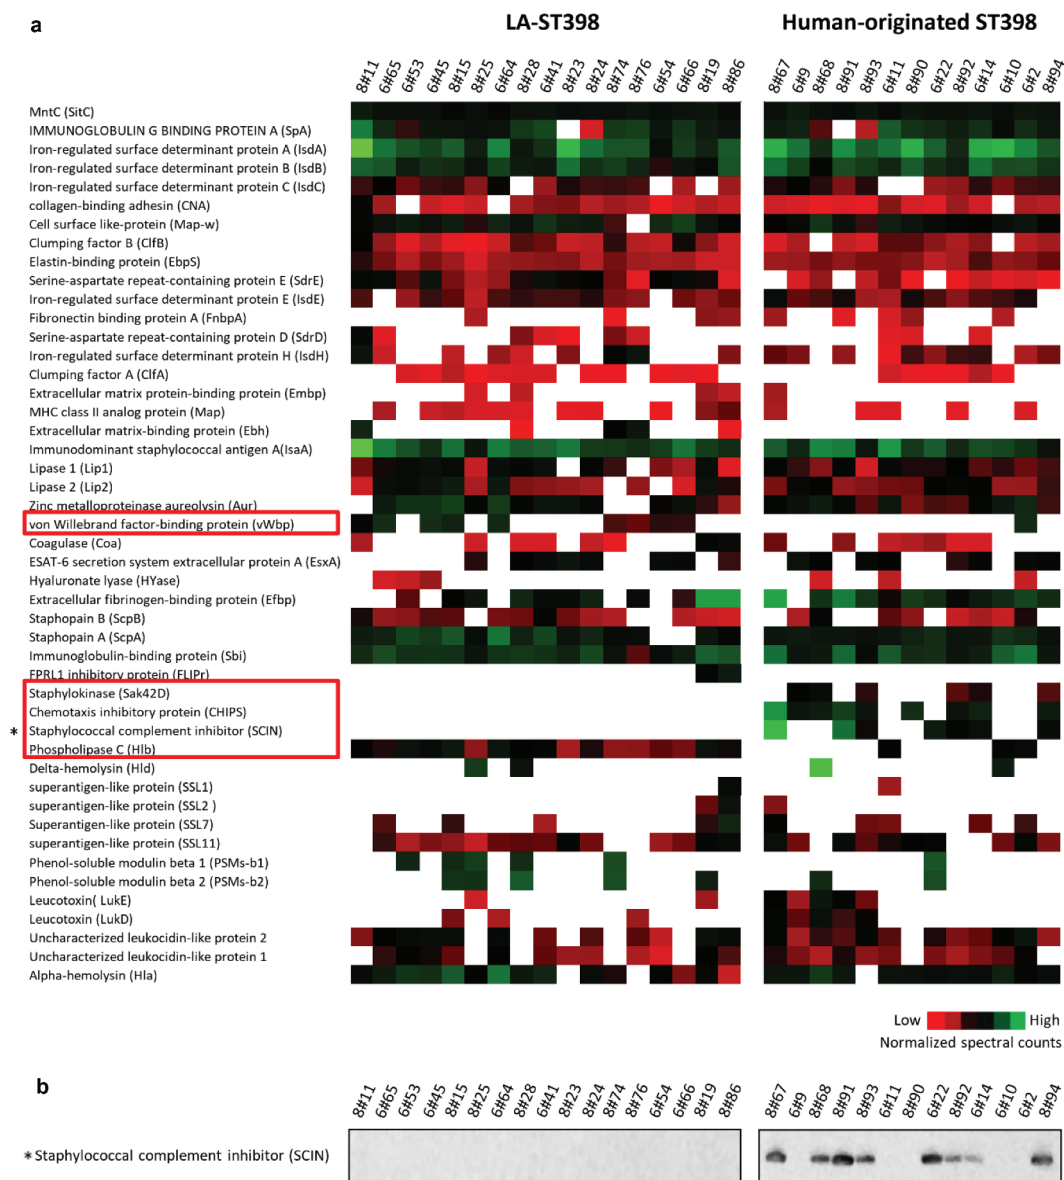 a
LA-ST398
Human-originated ST398
8#11 6#65 6#53 6#45 8#15 8#25 6#64 8#28 6#41 8#23 8#24 8#74 8#76 6#54 6#66 8#19 8#86
8#67 6#9 8#68 8#91 8#93 6#11 8#90 6#22 8#92 6#14 6#10 6#2 8#94
MntC (SitC)
IMMUNOGLOBULIN G BINDING PROTEIN A (SpA)
Iron-regulated surface determinant protein A (IsdA)
Iron-regulated surface determinant protein B (IsdB)
Iron-regulated surface determinant protein C (IsdC)
collagen-binding adhesin (CNA)
Cell surface like-protein (Map-w)
Clumping factor B (ClfB)
Elastin-binding protein (EbpS)
Serine-aspartate repeat-containing protein E (SdrE)
Iron-regulated surface determinant protein E (IsdE)
Fibronectin binding protein A (FnbpA)
Serine-aspartate repeat-containing protein D (SdrD)
Iron-regulated surface determinant protein H (IsdH)
Clumping factor A (ClfA)
Extracellular matrix protein-binding protein (Embp)
MHC class II analog protein (Map)
Extracellular matrix-binding protein (Ebh)
Immunodominant staphylococcal antigen A(IsaA)
Lipase 1 (Lip1)
Lipase 2 (Lip2)
Zinc metalloproteinase aureolysin (Aur)
von Willebrand factor-binding protein (vWbp)
Coagulase (Coa)
ESAT-6 secretion system extracellular protein A (EsxA)
Hyaluronate lyase (HYase)
Extracellular fibrinogen-binding protein (Efbp)
Staphopain B (ScpB)
Staphopain A (ScpA)
Immunoglobulin-binding protein (Sbi)
FPRL1 inhibitory protein (FLIPr)
Staphylokinase (Sak42D)
Chemotaxis inhibitory protein (CHIPS)
* Staphylococcal complement inhibitor (SCIN)
Phospholipase C (Hlb)
Delta-hemolysin (Hld)
superantigen-like protein (SSL1)
superantigen-like protein (SSL2 )
Superantigen-like protein (SSL7)
superantigen-like protein (SSL11)
Phenol-soluble modulin beta 1 (PSMs-b1)
Phenol-soluble modulin beta 2 (PSMs-b2)
Leucotoxin( LukE)
Leucotoxin (LukD)
Uncharacterized leukocidin-like protein 2
Uncharacterized leukocidin-like protein 1
Alpha-hemolysin (Hla)
Low High
Normalized spectral counts
b
8#11 6#65 6#53 6#45 8#15 8#25 6#64 8#28 6#41 8#23 8#24 8#74 8#76 6#54 6#66 8#19 8#86
8#67 6#9 8#68 8#91 8#93 6#11 8#90 6#22 8#92 6#14 6#10 6#2 8#94
* Staphylococcal complement inhibitor (SCIN)